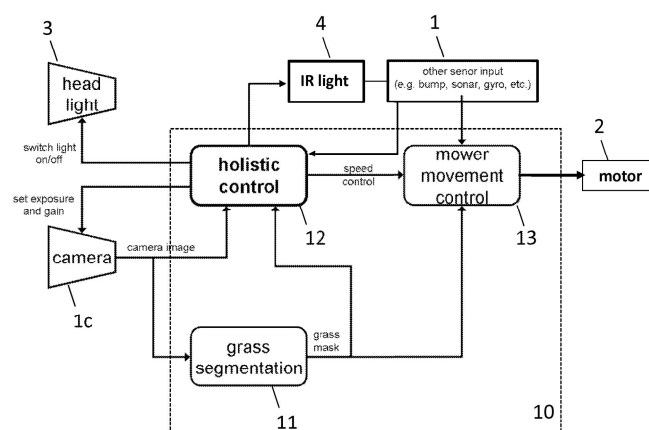 3
4
1
head
light
IR light
other senor input
(e.g. bump, sonar, gyro, etc.)
switch light
on/off
holistic
control
speed
control
mower
movement
control
2
motor
set exposure
and gain
12
13
camera image
camera
1c
grass
segmentation
grass
mask
11
10